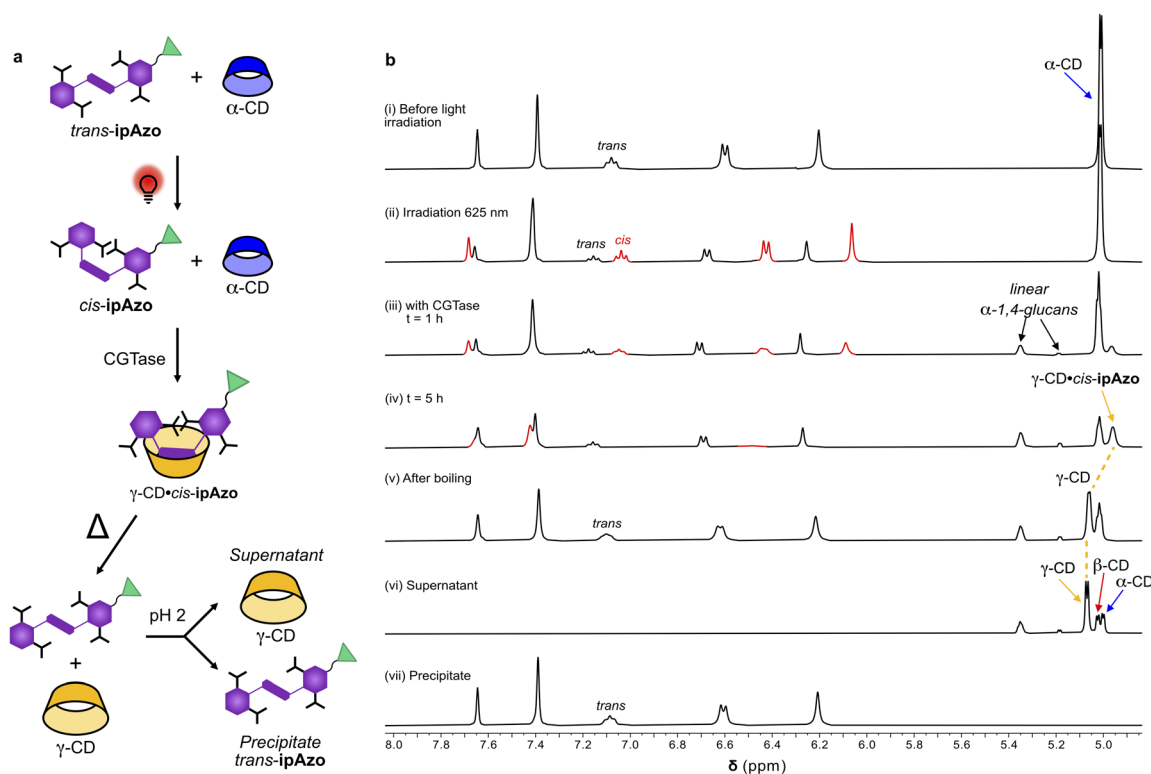 a
trans-ipAzo
+
α-CD
cis-ipAzo
+
α-CD
CGTase
γ-CD•cis-ipAzo
Δ
+
γ-CD
pH 2
Supernatant
γ-CD
Precipitate
trans-ipAzo
b
(i) Before light
irradiation
trans
α-CD
(ii) Irradiation 625 nm
trans
cis
(iii) with CGTase
t = 1 h
linear
α-1,4-glucans
(iv) t = 5 h
γ-CD•cis-ipAzo
(v) After boiling
trans
γ-CD
(vi) Supernatant
γ-CD
β-CD
α-CD
(vii) Precipitate
trans
8.0 7.8 7.6 7.4 7.2 7.0 6.8 6.6 6.4 6.2 6.0 5.8 5.6 5.4 5.2 5.0
δ (ppm)